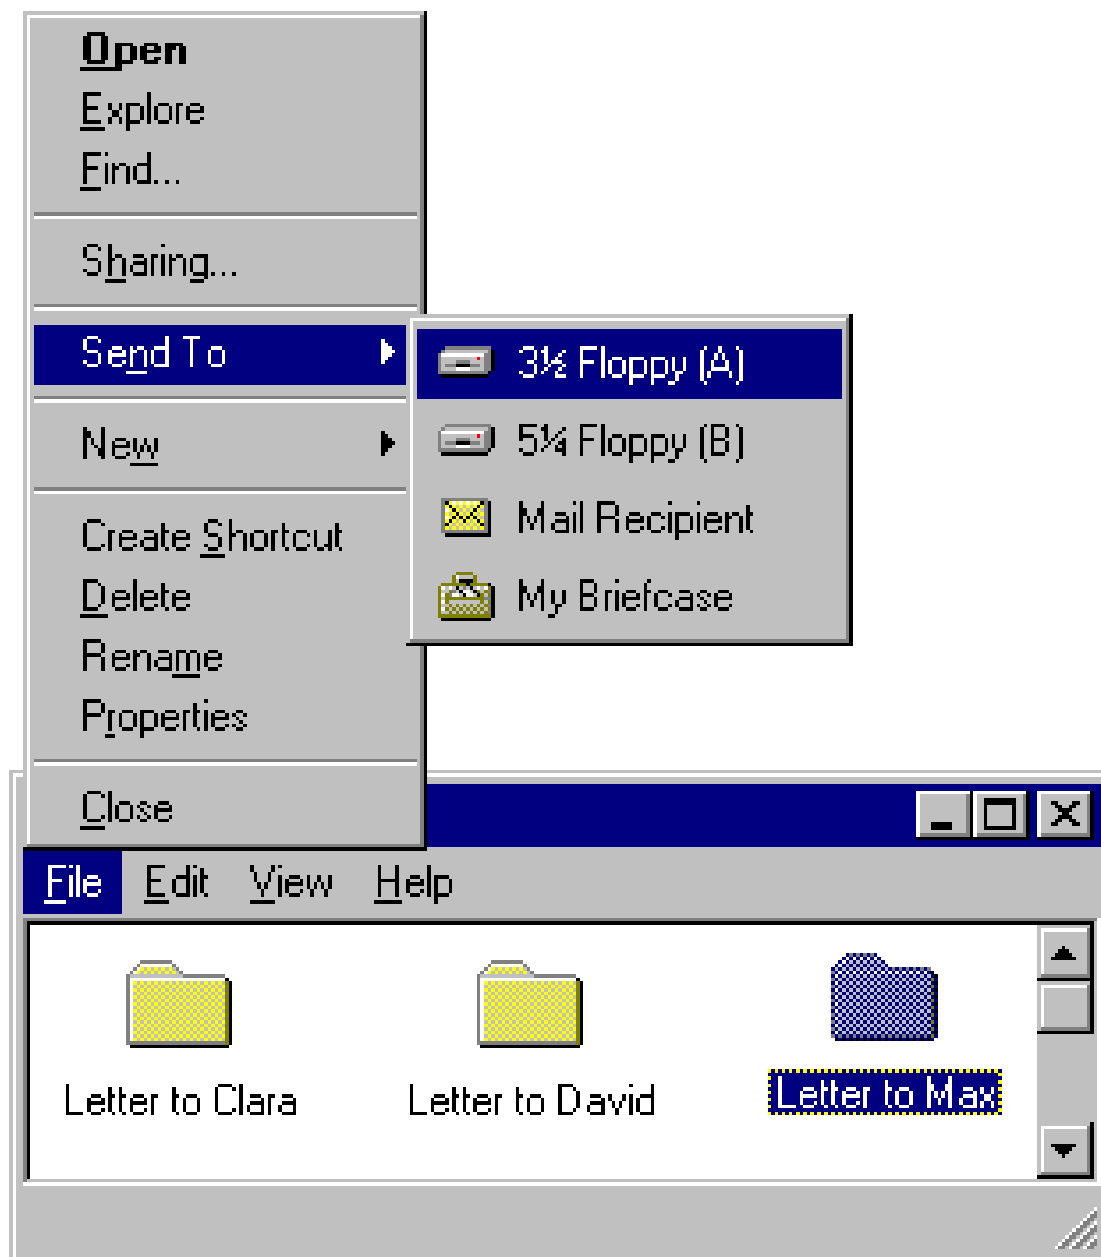 Open
Explore
Find...
Sharing...
Send To
3½ Floppy (A)
5¼ Floppy (B)
Mail Recipient
My Briefcase
New
Create Shortcut
Delete
Rename
Properties
Close
File Edit View Help
Letter to Clara
Letter to David
Letter to Max